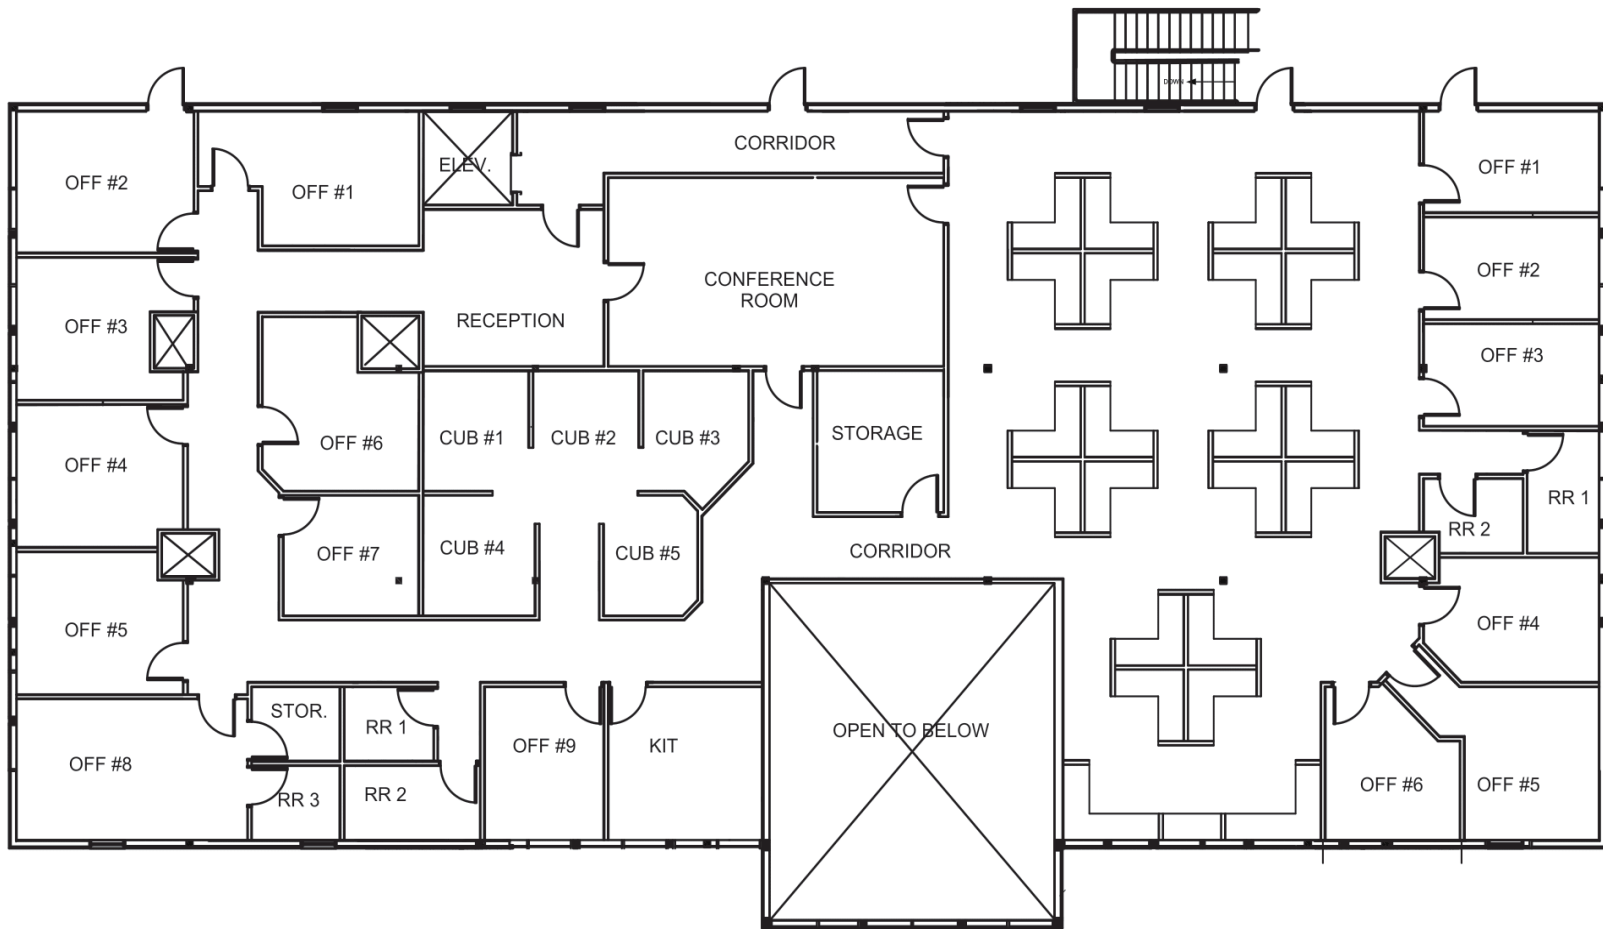 DOWN
CORRIDOR
ELEV.
OFF #2
OFF #1
OFF #1
OFF #2
CONFERENCE
ROOM
OFF #3
RECEPTION
OFF #3
OFF #4
OFF #6
CUB #1
CUB #2
CUB #3
STORAGE
RR 1
RR 2
OFF #7
CUB #4
CUB #5
CORRIDOR
OFF #5
OFF #4
STOR.
RR 1
OFF #9
KIT
OPEN TO BELOW
OFF #8
RR 3
RR 2
OFF #6
OFF #5